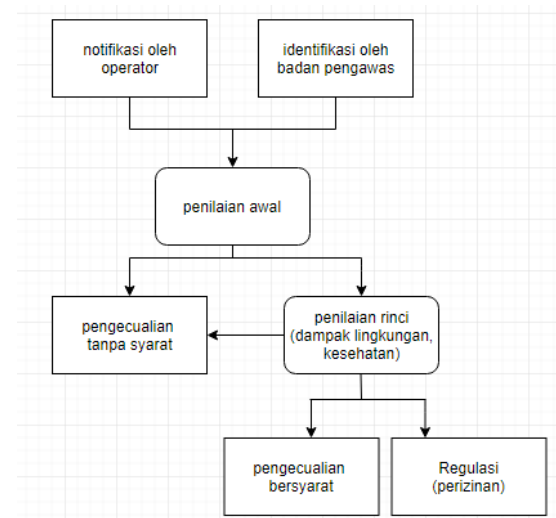 notifikasi oleh
operator
identifikasi oleh
badan pengawas
penilaian awal
pengecualian
tanpa syarat
penilaian rinci
(dampak lingkungan,
kesehatan)
pengecualian
bersyarat
Regulasi
(perizinan)